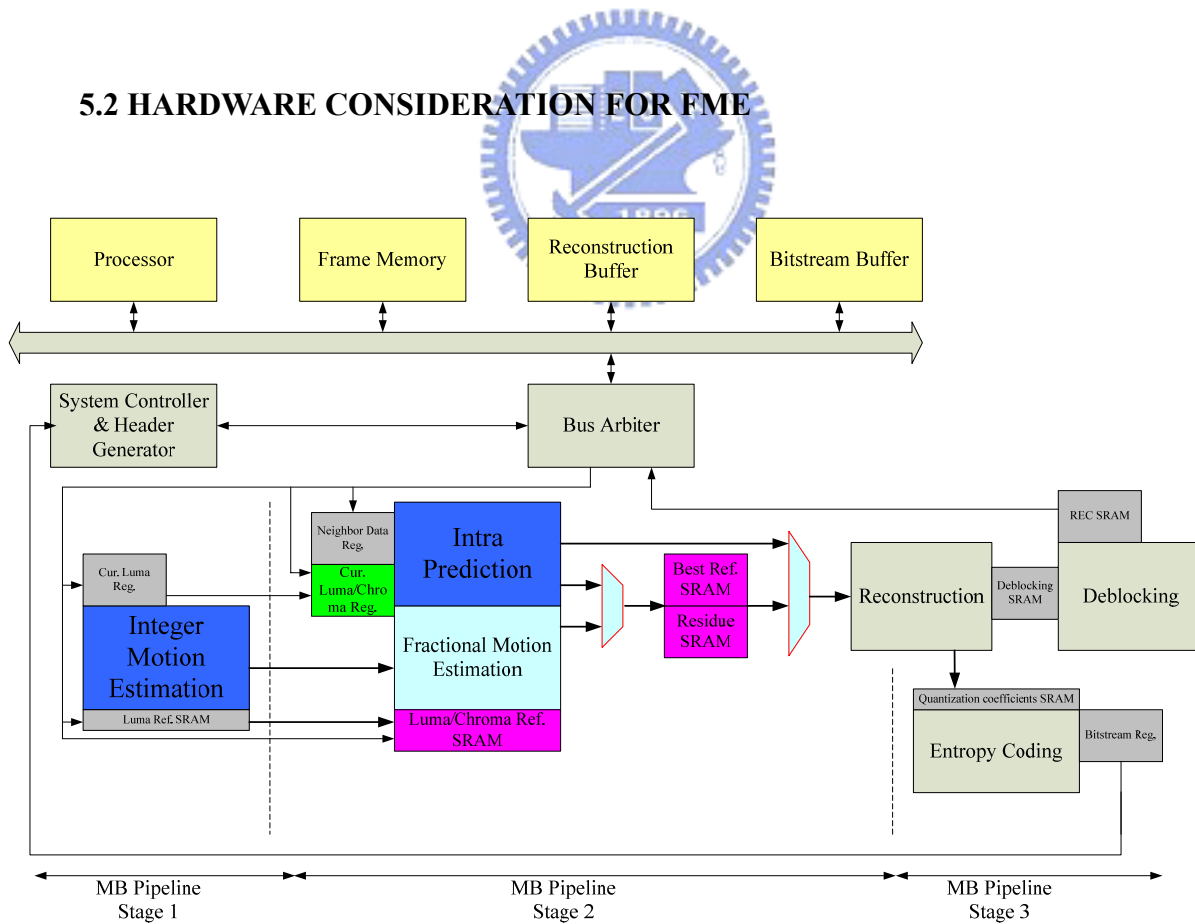 5.2 HARDWARE CONSIDERATION FOR FME
1896
Processor
Frame Memory
Reconstruction
Buffer
Bitstream Buffer
System Controller
& Header
Generator
Bus Arbiter
Neighbor Data
Reg.
Cur.
Luma/Chro
ma Reg.
Intra
Prediction
REC SRAM
Cur. Luma
Reg.
Integer
Motion
Estimation
Luma Ref. SRAM
Fractional Motion
Estimation
Luma/Chroma Ref.
SRAM
Best Ref.
SRAM
Residue
SRAM
Reconstruction
Deblocking
SRAM
Deblocking
Quantization coefficients SRAM
Entropy Coding
Bitstream Reg.
MB Pipeline
Stage 1
MB Pipeline
Stage 2
MB Pipeline
Stage 3